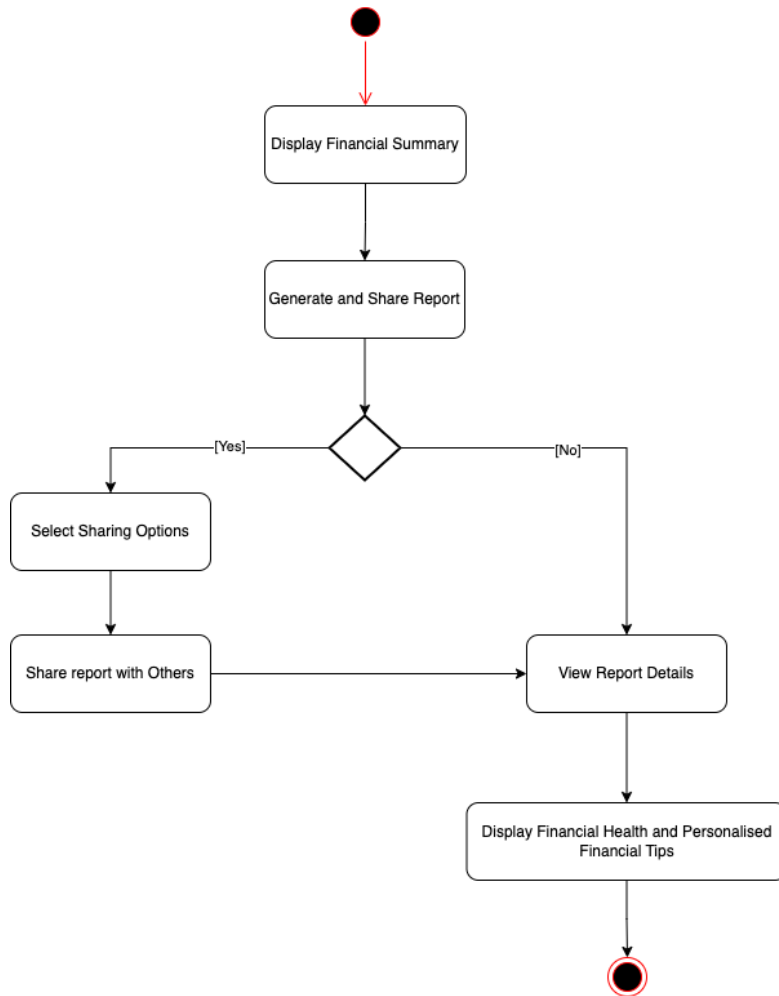 Display Financial Summary
Generate and Share Report
[Yes]
[No]
Select Sharing Options
Share report with Others
View Report Details
Display Financial Health and Personalised
Financial Tips